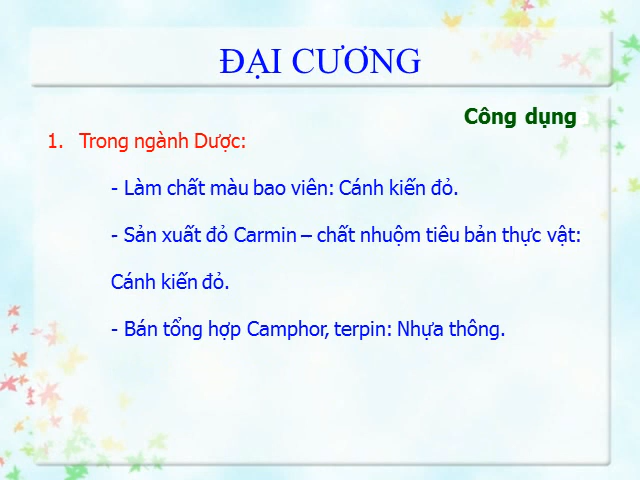 ĐẠI CƯƠNG
Công dụng
1. Trong ngành Dược:
- Làm chất màu bao viên: Cánh kiến đỏ.
- Sản xuất đỏ Carmin – chất nhuộm tiêu bản thực vật:
Cánh kiến đỏ.
- Bán tổng hợp Camphor, terpin: Nhựa thông.